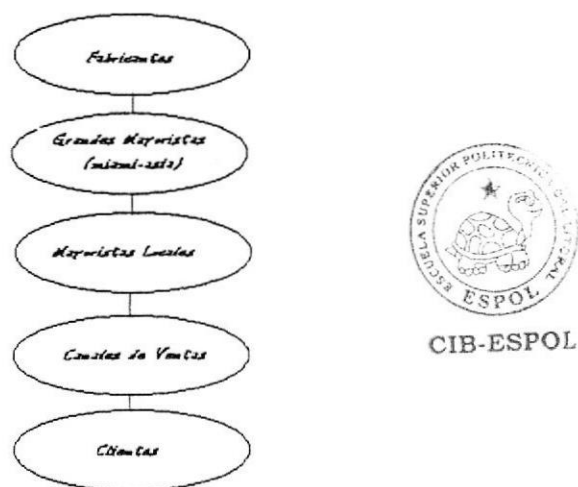 Fabricantes
Grandes Mayoristas
(miami-asia)
Mayoristas Locales
Canales de Ventas
Clientes
ESCUELA SUPERIOR POLITECNICA DEL LITORAL
ESPOL
CIB-ESPOL